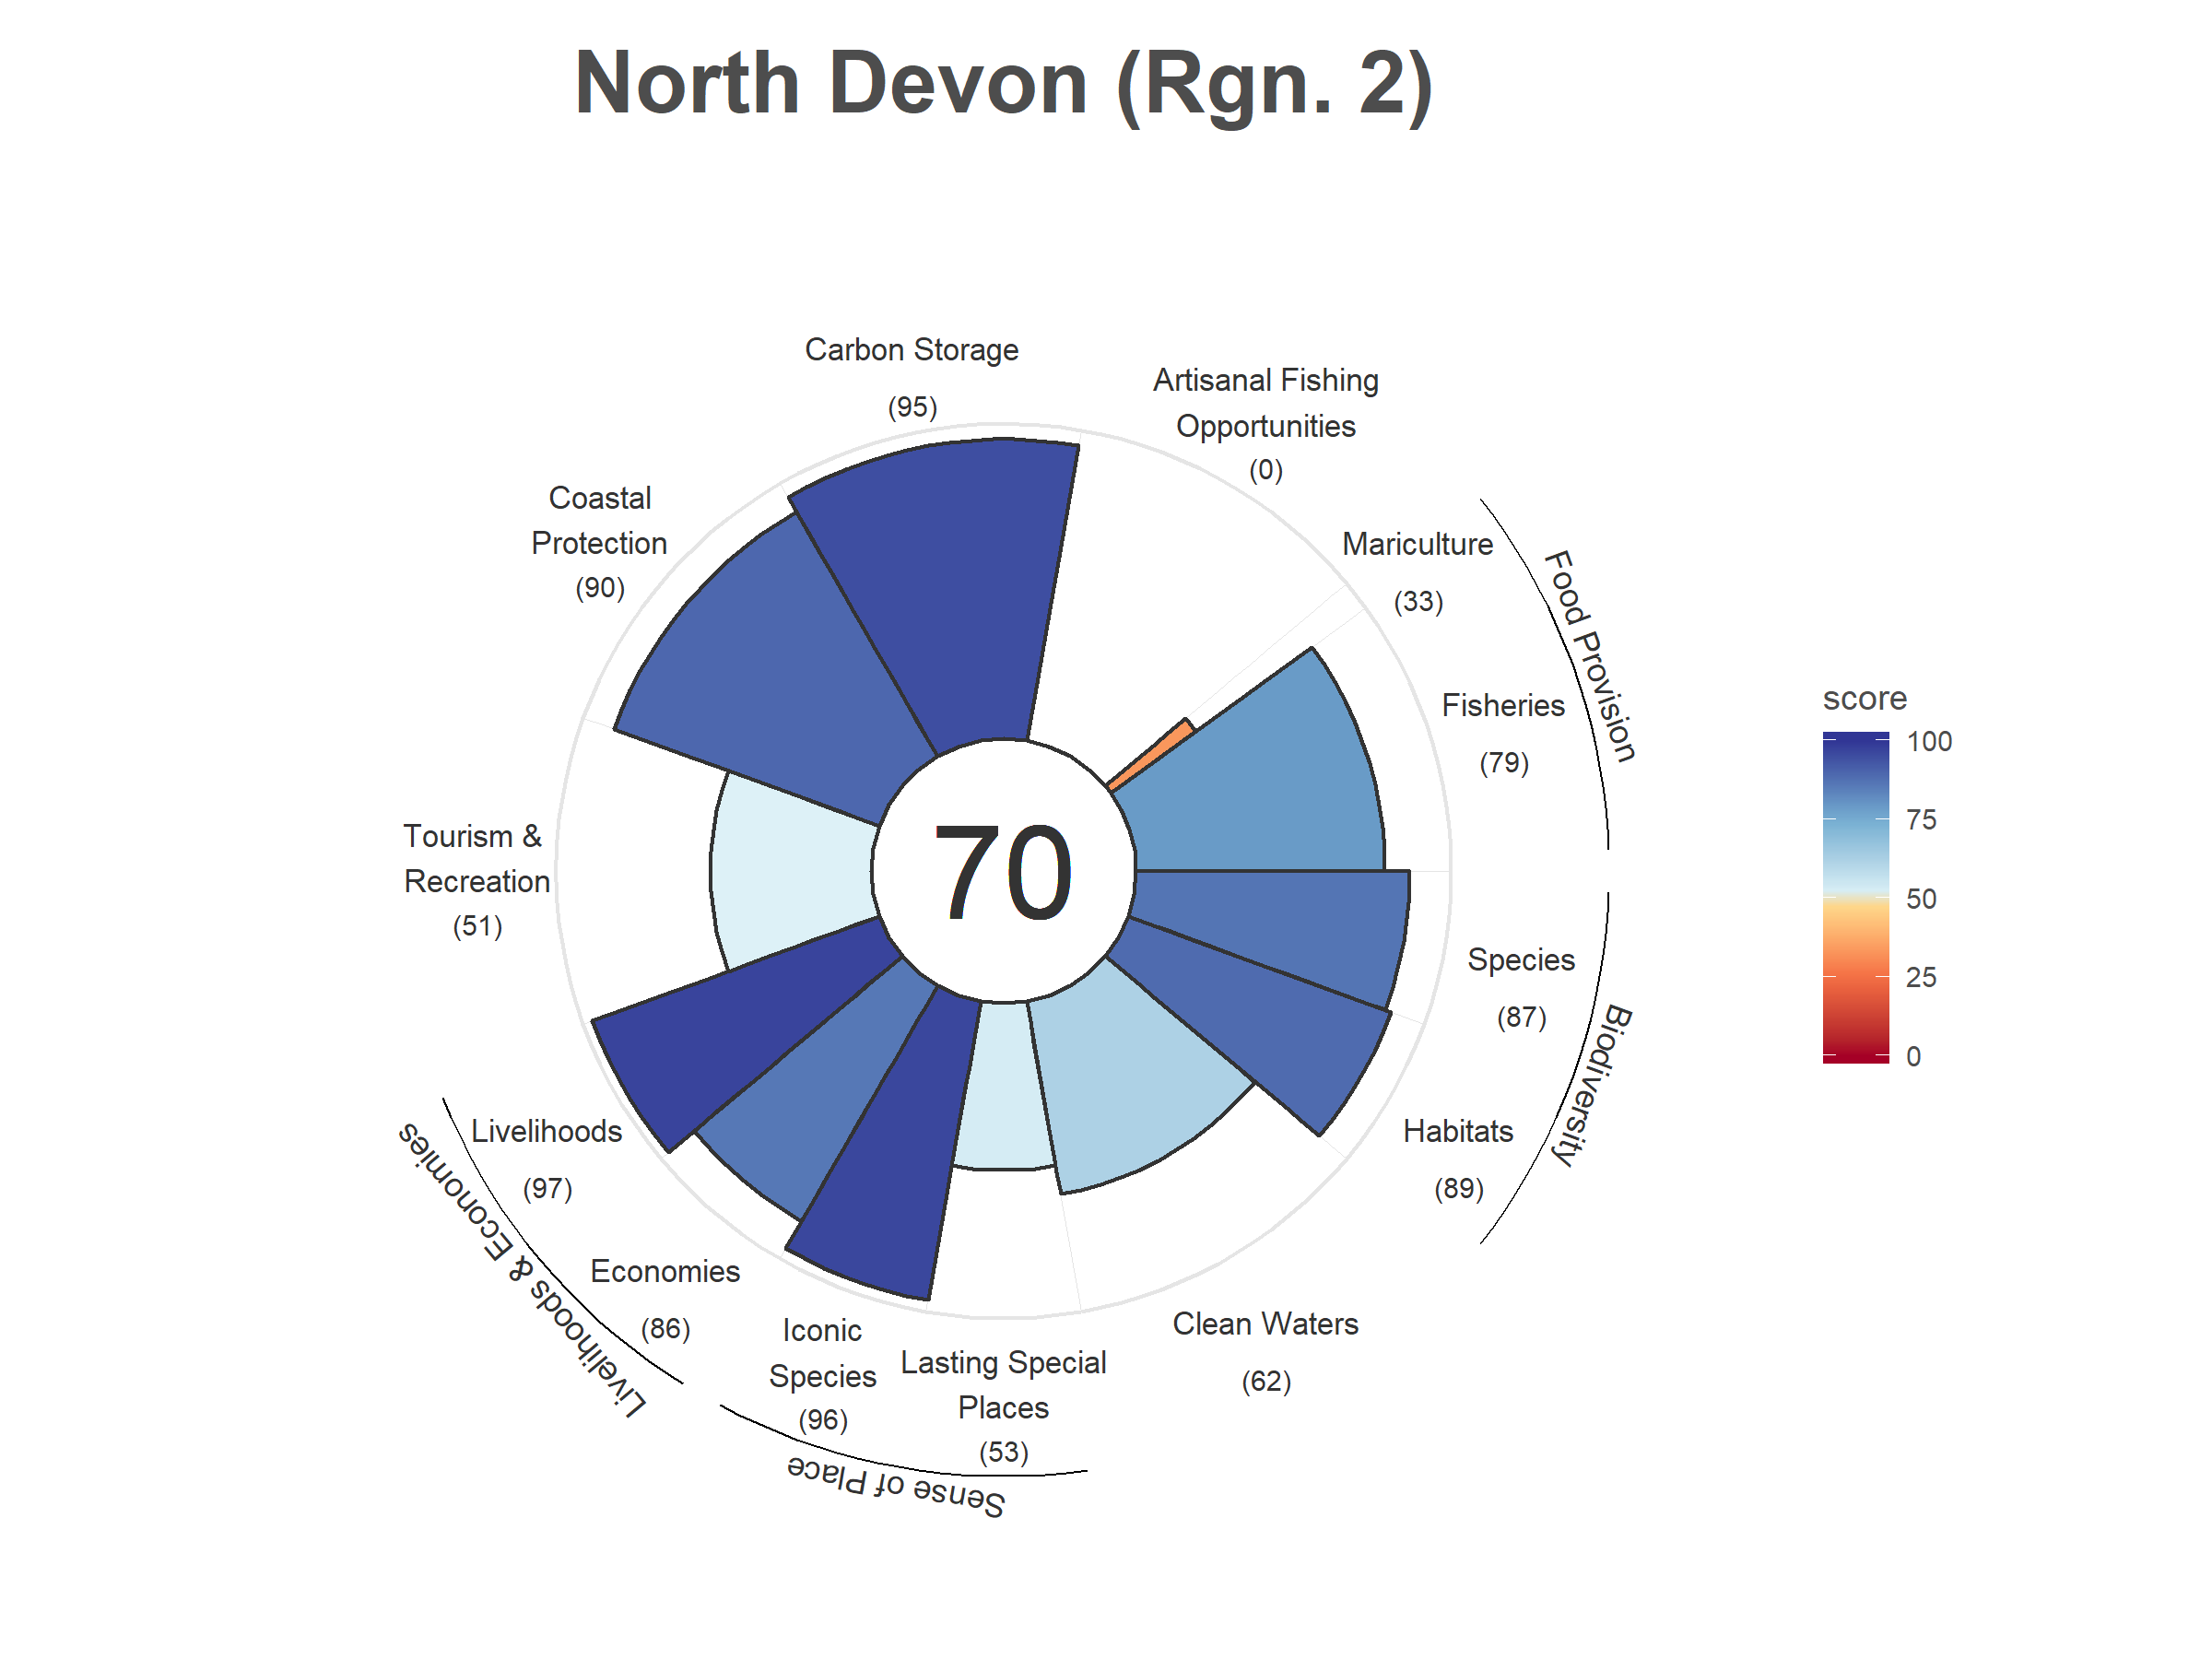 North Devon (Rgn. 2)
Carbon Storage
(95)
Artisanal Fishing
Opportunities
(0)
Coastal
Protection
(90)
Mariculture
(33)
Food Provision
Fisheries
(79)
score
100
75
50
25
0
70
Tourism &
Recreation
(51)
Species
(87)
Biodiversity
Habitats
(89)
Livelihoods
(97)
Livelihoods & Economies
Economies
(86)
Iconic
Species
(96)
Lasting Special
Places
(53)
Clean Waters
(62)
Sense of Place